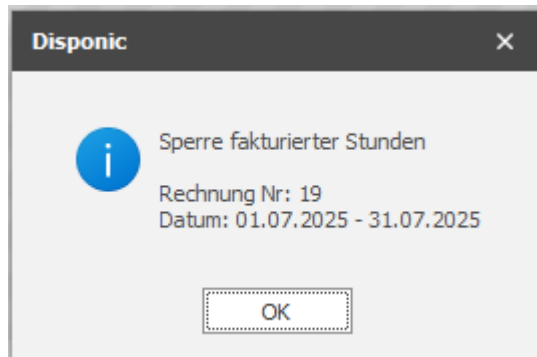 Disponic
Sperre fakturierter Stunden
Rechnung Nr: 19
Datum: 01.07.2025 - 31.07.2025
OK